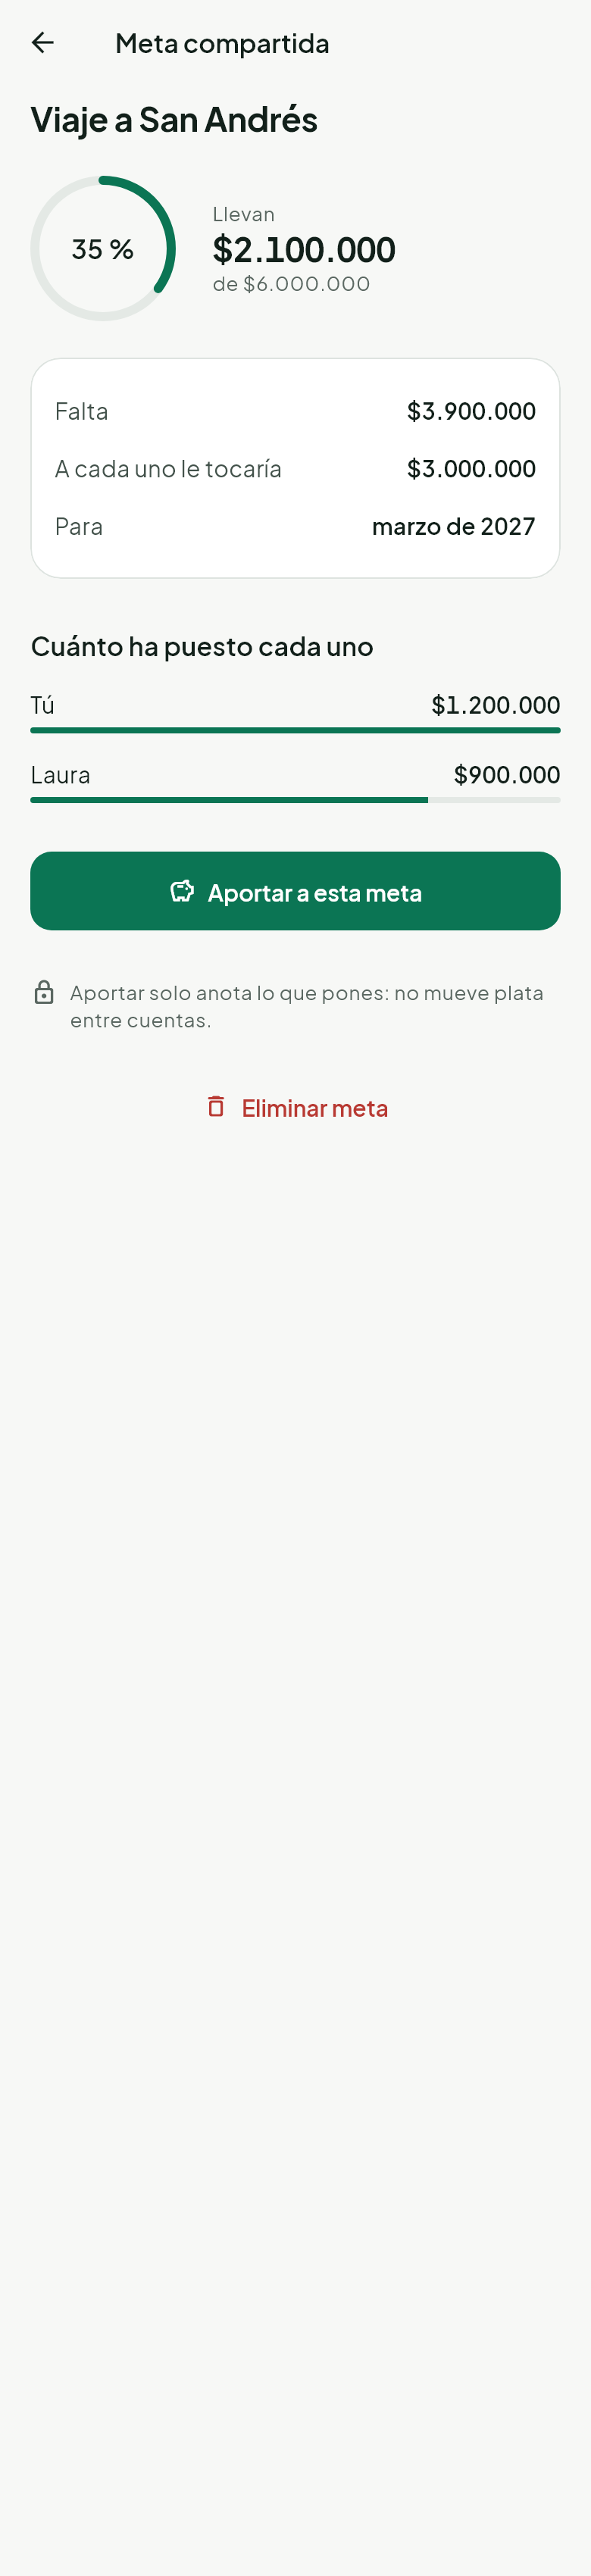 Meta compartida
Viaje a San Andrés
35 %
Llevan
$2.100.000
de $6.000.000
Falta $3.900.000
A cada uno le tocaría $3.000.000
Para marzo de 2027
Cuánto ha puesto cada uno
Tú $1.200.000
Laura $900.000
Aportar a esta meta
Aportar solo anota lo que pones: no mueve plata
entre cuentas.
Eliminar meta